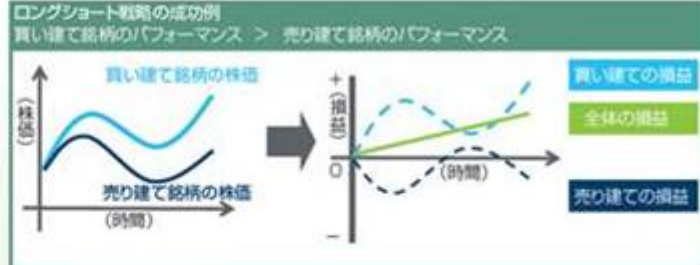 ロングショート戦略の成功例
買い建て銘柄のパフォーマンス > 売り建て銘柄のパフォーマンス
買い建て銘柄の株価
(株価)
売り建て銘柄の株価
(時間)
+
(損益)
0
(時間)
−
買い建ての損益
全体の損益
売り建ての損益